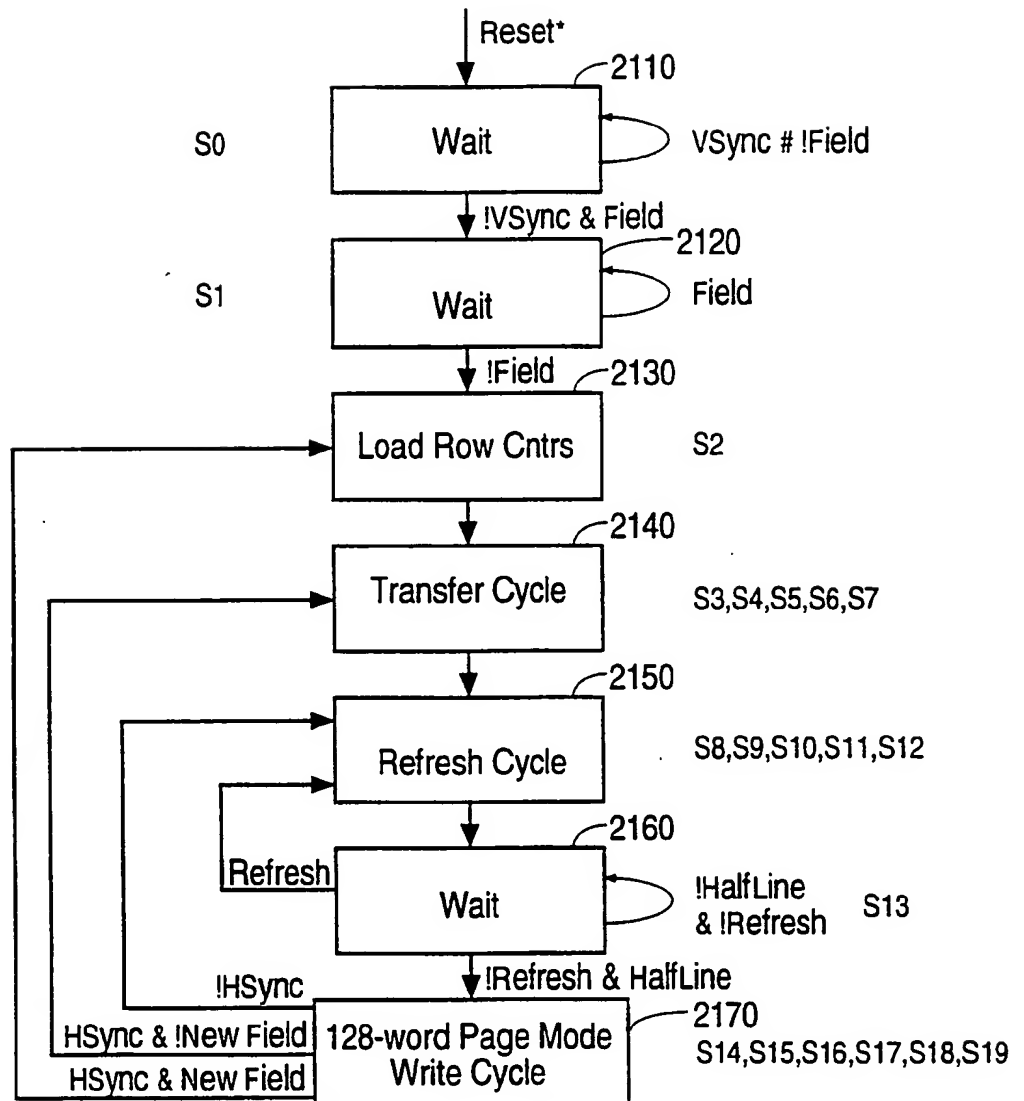 Reset*
2110
S0
Wait
VSync # !Field
!VSync & Field
2120
S1
Wait
Field
!Field
2130
Load Row Cntrs
S2
2140
Transfer Cycle
S3,S4,S5,S6,S7
2150
Refresh Cycle
S8,S9,S10,S11,S12
2160
Refresh
Wait
!HalfLine
& !Refresh
S13
!Refresh & HalfLine
!HSync
2170
HSync & !New Field
128-word Page Mode
Write Cycle
S14,S15,S16,S17,S18,S19
HSync & New Field